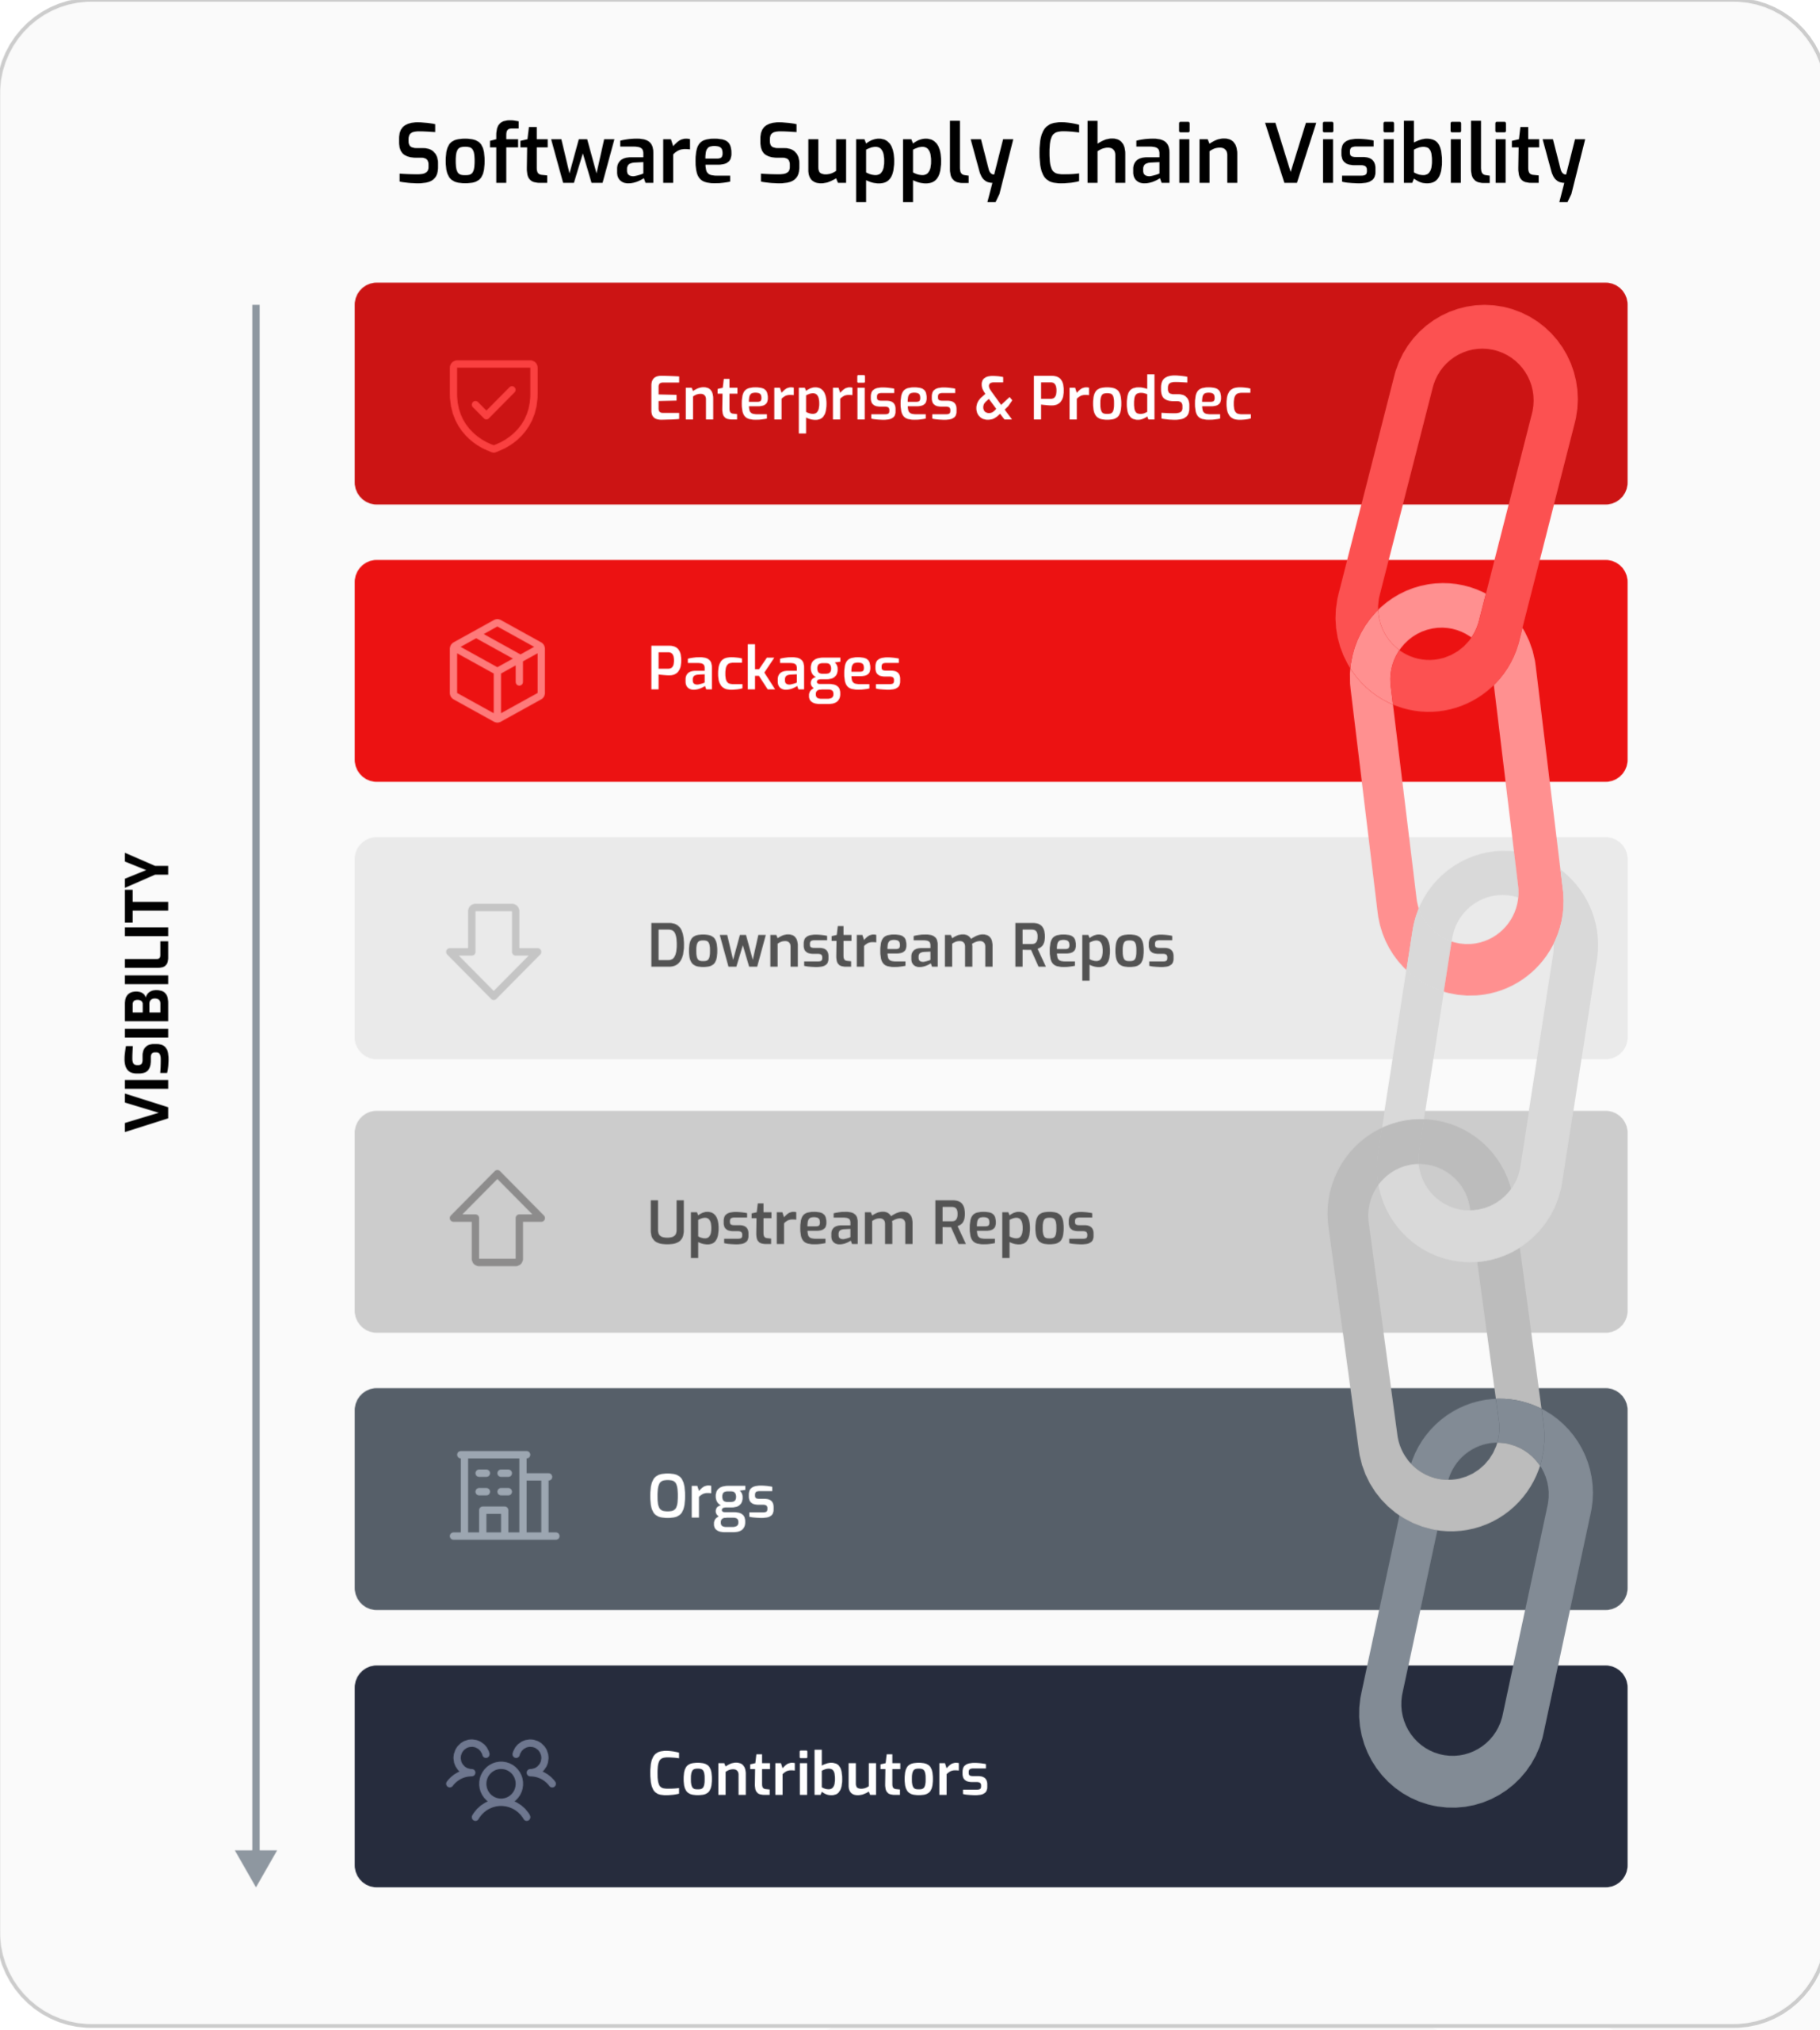 Software Supply Chain Visibility
Enterprises & ProdSec
Packages
Downstream Repos
VISIBILITY
Upstream Repos
Orgs
Contributors